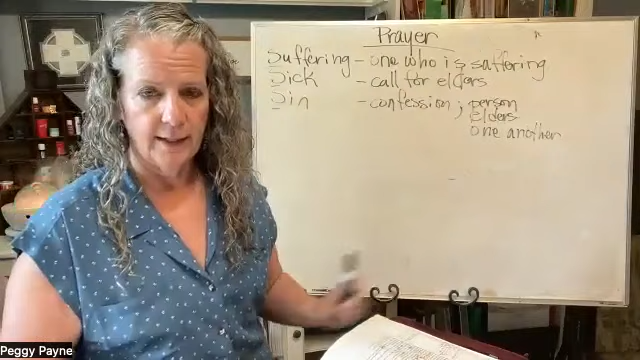 Prayer
Suffering - one who is suffering
Sick - call for elders
Sin - confession ; person
elders
one another
Peggy Payne